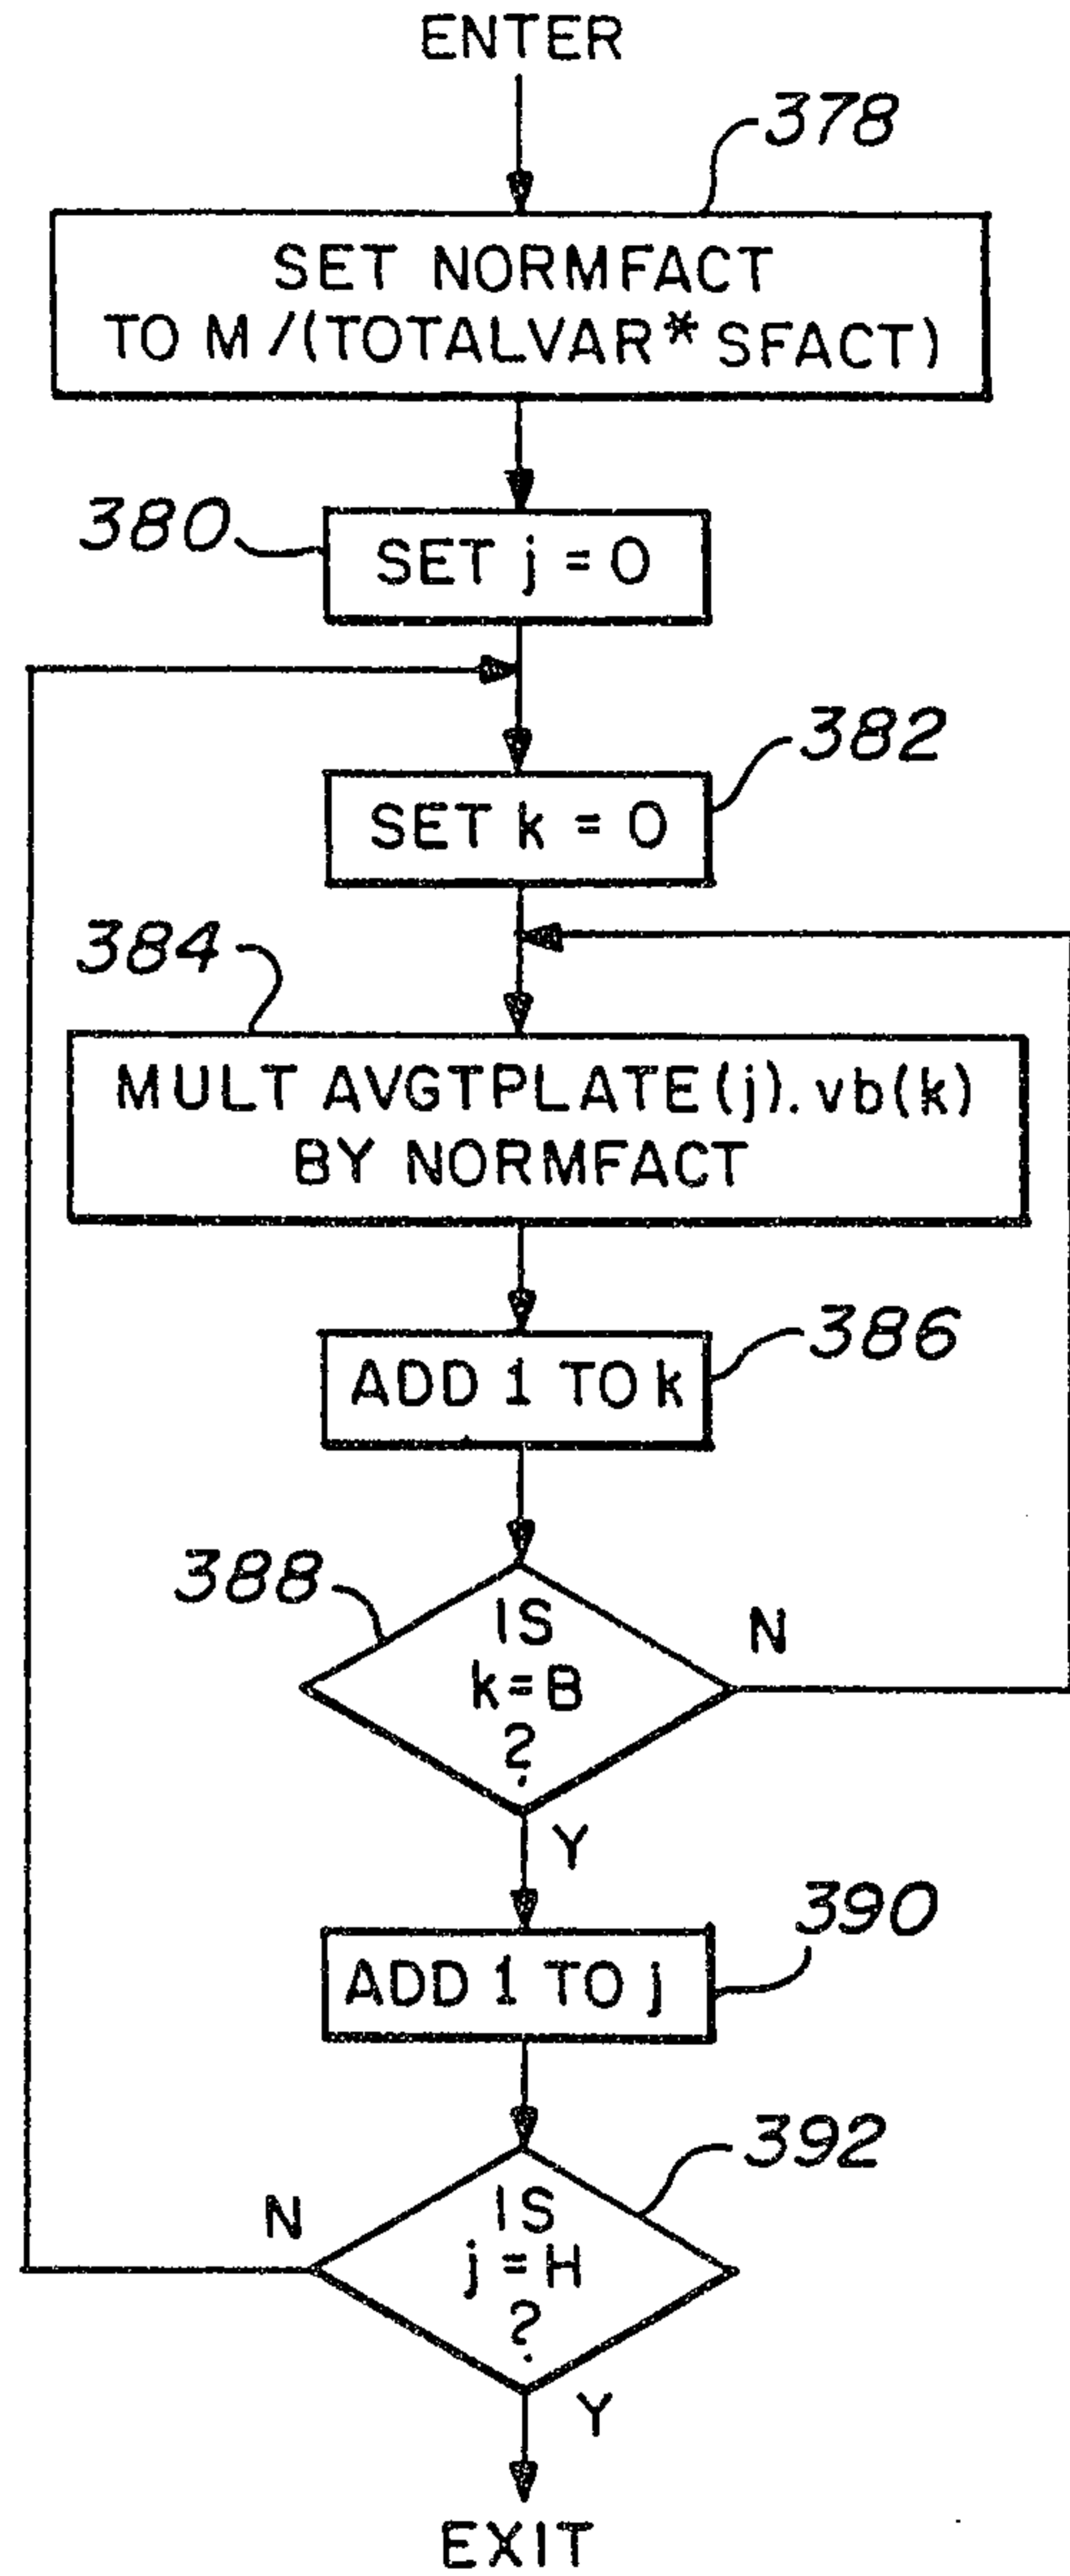 ENTER
378
SET NORMFACT
TO M/(TOTALVAR* SFACT)
380
SET j = 0
382
SET k = 0
384
MULT AVGTPLATE(j).vb(k)
BY NORMFACT
386
ADD 1 TO k
388
IS
k=B
?
N
Y
390
ADD 1 TO j
392
N
IS
j=H
?
Y
EXIT